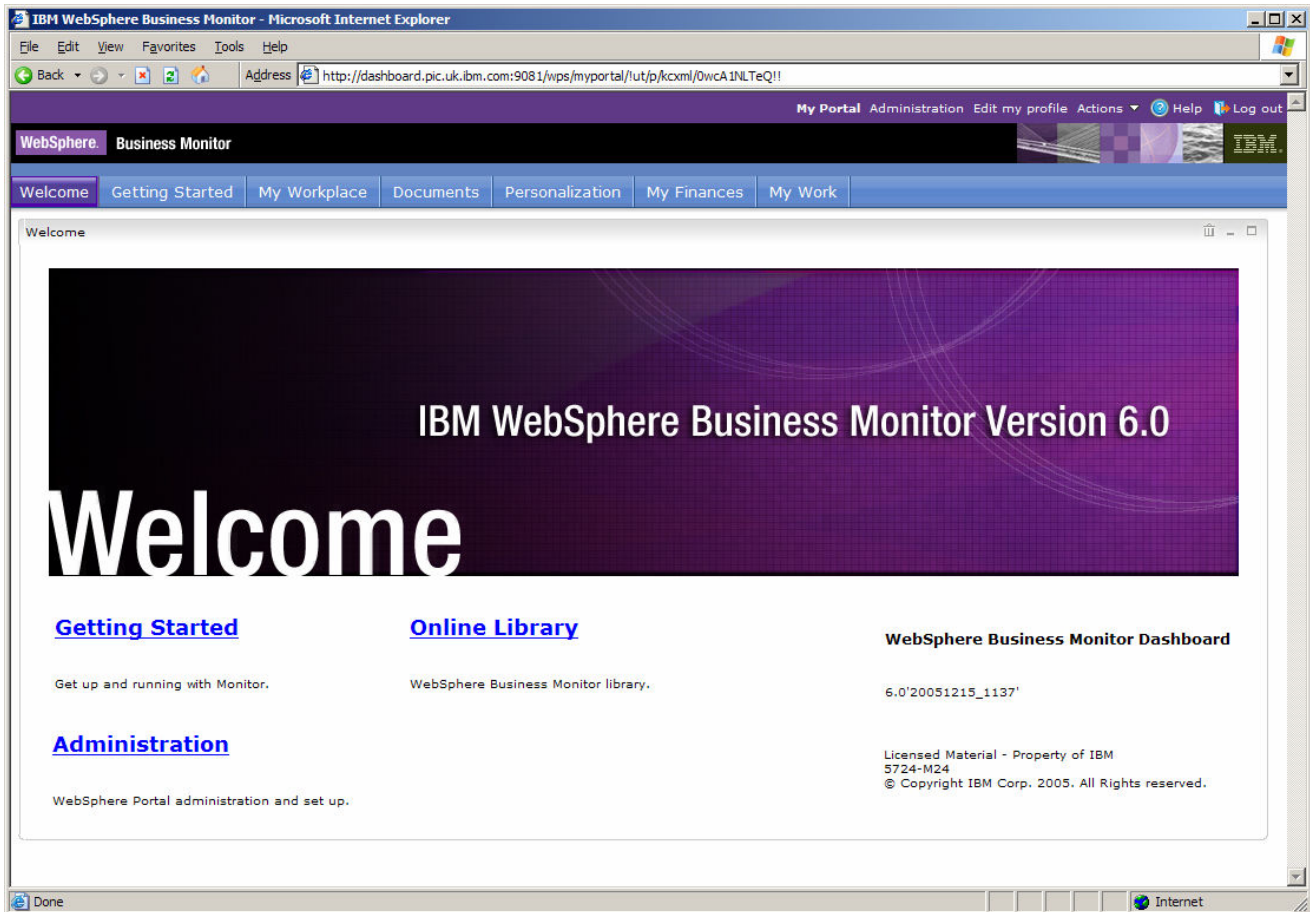 IBM WebSphere Business Monitor - Microsoft Internet Explorer
File Edit View Favorites Tools Help
Back Address http://dashboard.pic.uk.ibm.com:9081/wps/myportal/!ut/p/kcxml/0wcA1NLTeQ!!
My Portal Administration Edit my profile Actions Help Log out
WebSphere. Business Monitor IBM.
Welcome Getting Started My Workplace Documents Personalization My Finances My Work
Welcome
IBM WebSphere Business Monitor Version 6.0
Welcome
Getting Started Online Library
WebSphere Business Monitor Dashboard
Get up and running with Monitor. WebSphere Business Monitor library.
6.0'20051215_1137'
Administration
Licensed Material - Property of IBM
5724-M24
© Copyright IBM Corp. 2005. All Rights reserved.
WebSphere Portal administration and set up.
Done Internet